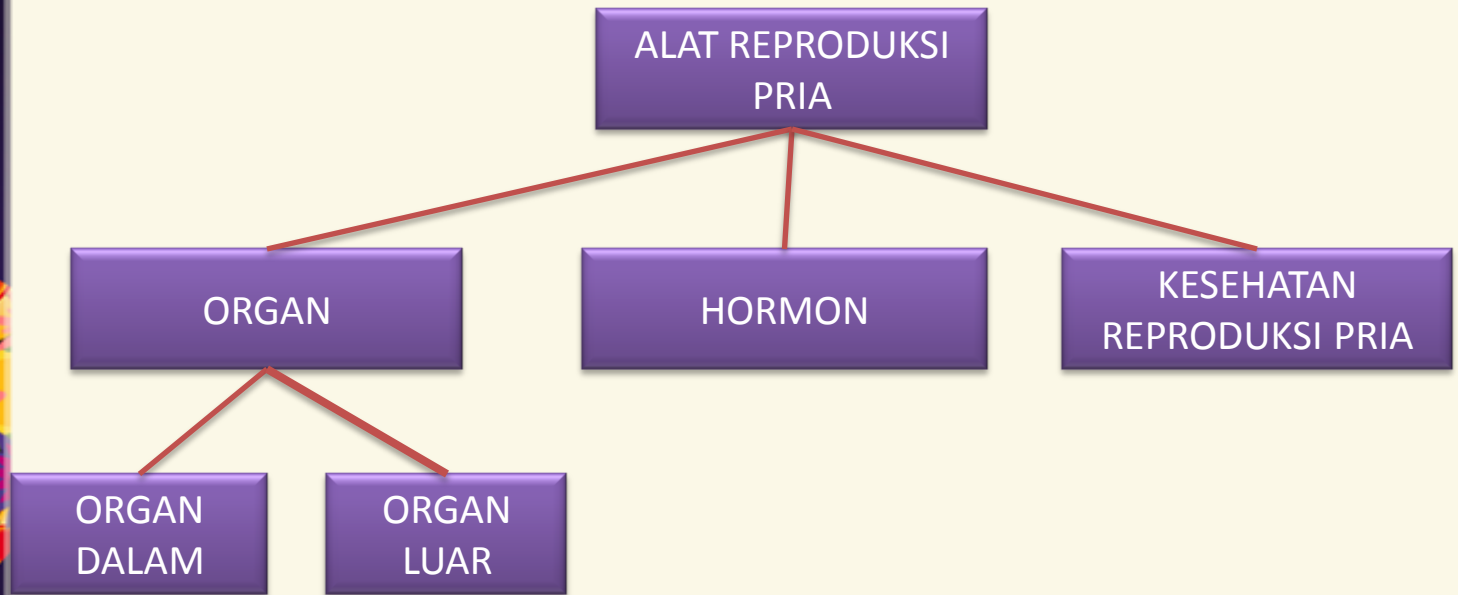 ALAT REPRODUKSI
PRIA
ORGAN
HORMON
KESEHATAN
REPRODUKSI PRIA
ORGAN
DALAM
ORGAN
LUAR